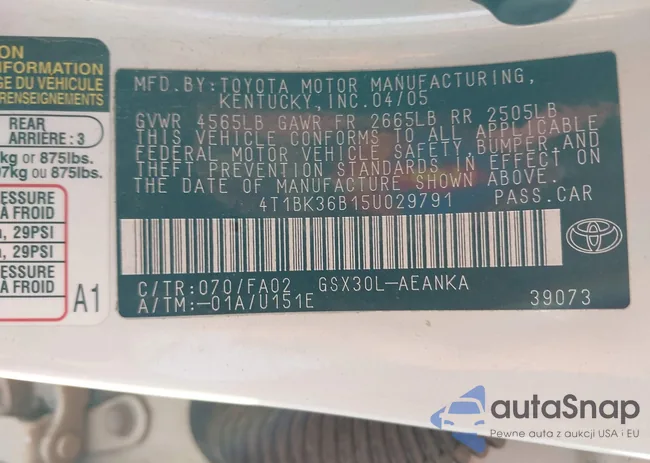 ON
NFORMATION
GE DU VÉHICULE
RENSEIGNEMENTS
REAR
ARRIÈRE: 3
kg or 875lbs.
7kg ou 875lbs.
ESSURE
À FROID
, 29PSI
, 29PSI
ESSURE
À FROID
A1
MFD. BY: TOYOTA MOTOR MANUFACTURING,
KENTUCKY, INC. 04/05
GVWR 4565LB GAWR FR 2665LB RR 2505LB
THIS VEHICLE CONFORMS TO ALL APPLICABLE
FEDERAL MOTOR VEHICLE SAFETY, BUMPER, AND
THEFT PREVENTION STANDARDS IN EFFECT ON
THE DATE OF MANUFACTURE SHOWN ABOVE.
4T1BK36B15U029791 PASS. CAR
C/TR: 070/FA02 GSX30L-AEANKA
A/TM: -01A/U151E 39073
autaSnap
Pewne auta z aukcji USA i EU